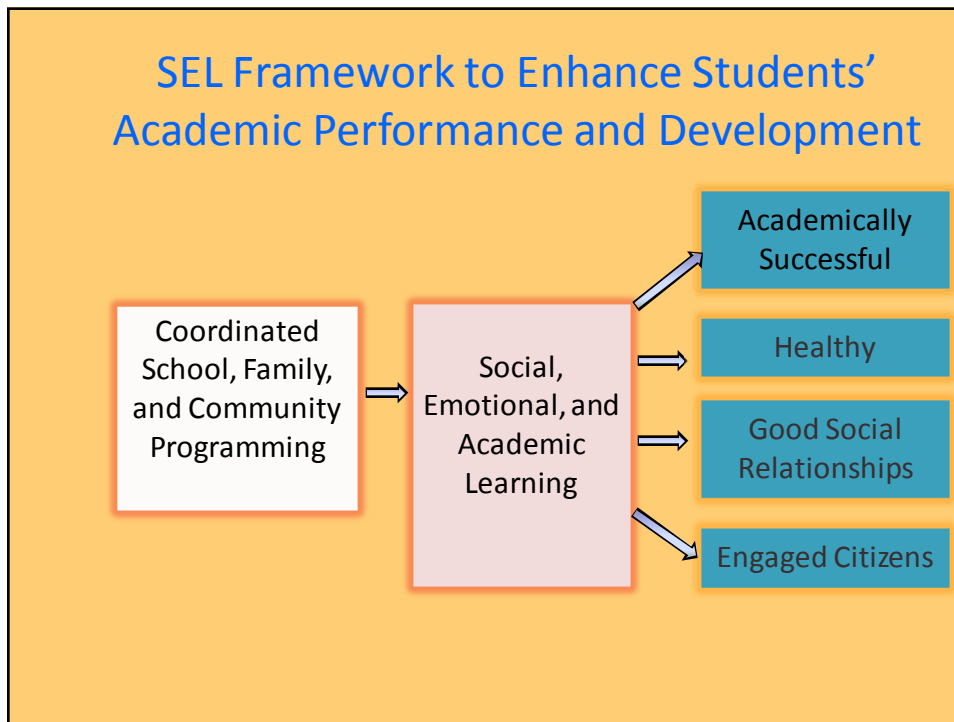 SEL Framework to Enhance Students’
Academic Performance and Development
Coordinated
School, Family,
and Community
Programming
Social,
Emotional, and
Academic
Learning
Academically
Successful
Healthy
Good Social
Relationships
Engaged Citizens